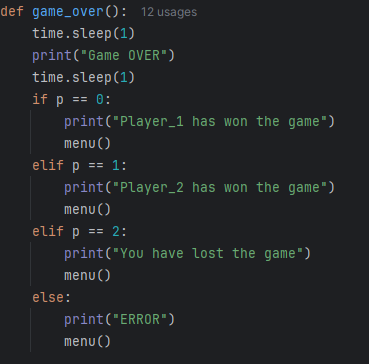 def game_over(): 12 usages
    time.sleep(1)
    print("Game OVER")
    time.sleep(1)
    if p == 0:
        print("Player_1 has won the game")
        menu()
    elif p == 1:
        print("Player_2 has won the game")
        menu()
    elif p == 2:
        print("You have lost the game")
        menu()
    else:
        print("ERROR")
        menu()